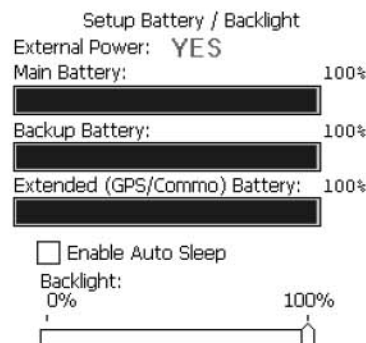 Setup Battery / Backlight
External Power: YES
Main Battery: 100%
Backup Battery: 100%
Extended (GPS/Commo) Battery: 100%
Enable Auto Sleep
Backlight:
0% 100%